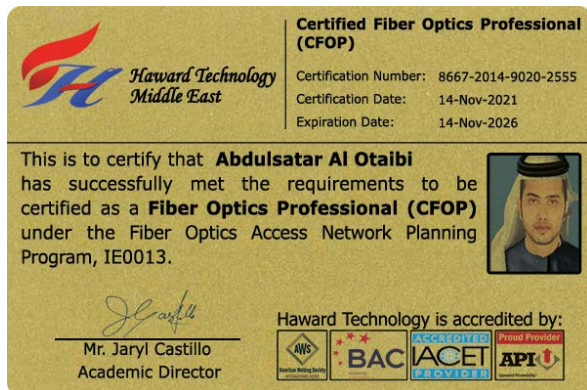 Haward Technology
Middle East
Certified Fiber Optics Professional
(CFOP)
Certification Number: 8667-2014-9020-2555
Certification Date: 14-Nov-2021
Expiration Date: 14-Nov-2026
This is to certify that Abdulsatar Al Otaibi
has successfully met the requirements to be
certified as a Fiber Optics Professional (CFOP)
under the Fiber Optics Access Network Planning
Program, IE0013.
Mr. Jaryl Castillo
Academic Director
Haward Technology is accredited by:
AWS
American Welding Society
BAC
ACCREDITED
IACET
PROVIDER
Proud Provider
API